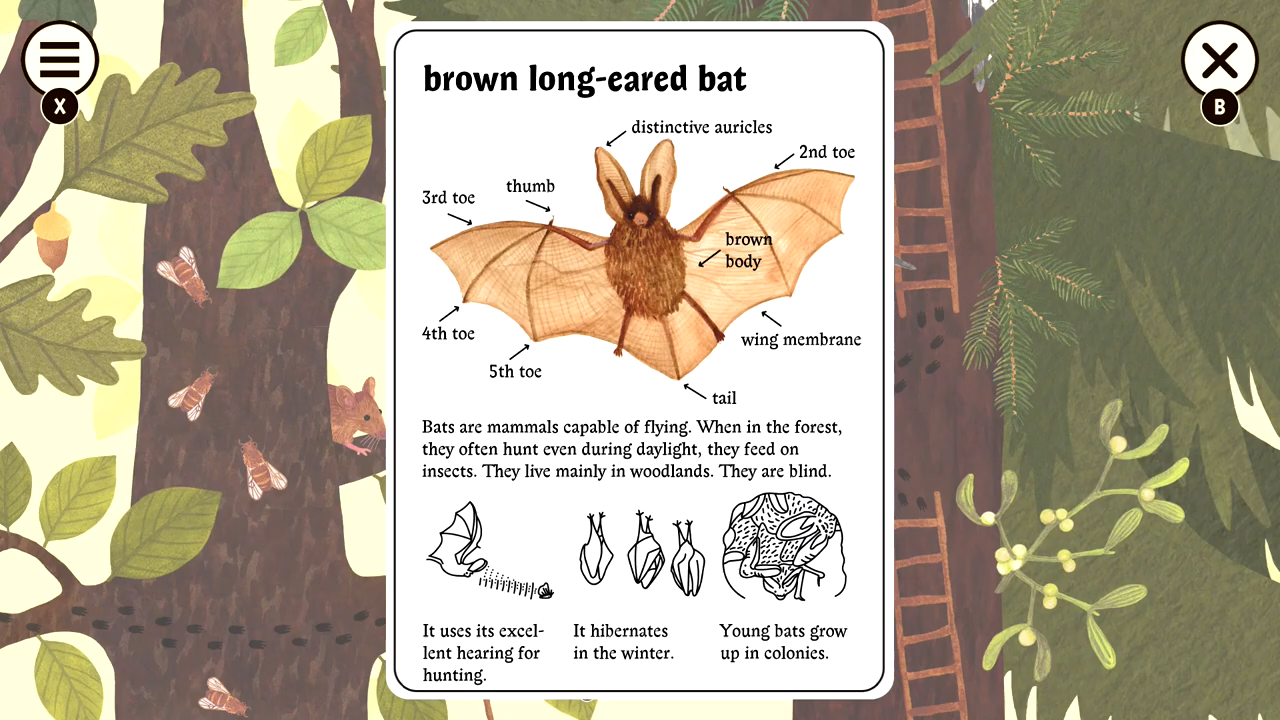 X
B
brown long-eared bat
distinctive auricles
2nd toe
thumb
3rd toe
brown
body
4th toe
wing membrane
5th toe
tail
Bats are mammals capable of flying. When in the forest,
they often hunt even during daylight, they feed on
insects. They live mainly in woodlands. They are blind.
It uses its excel-
lent hearing for
hunting.
It hibernates
in the winter.
Young bats grow
up in colonies.